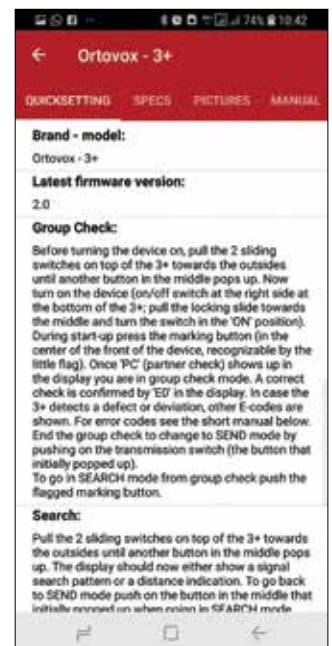 74% 10:42
Ortovox - 3+
QUICKSETTING SPECS PICTURES MANUAL
Brand - model:
Ortovox - 3+
Latest firmware version:
2.0
Group Check:
Before turning the device on, pull the 2 sliding
switches on top of the 3+ towards the outsides
until another button in the middle pops up. Now
turn on the device (on/off switch at the right side at
the bottom of the 3+; pull the locking slide towards
the middle and turn the switch in the 'ON' position).
During start-up press the marking button (in the
center of the front of the device, recognizable by the
little flag). Once 'PC' (partner check) shows up in
the display you are in group check mode. A correct
check is confirmed by 'E0' in the display. In case the
3+ detects a defect or deviation, other E-codes are
shown. For error codes see the short manual below.
End the group check to change to SEND mode by
pushing on the transmission switch (the button that
initially popped up).
To go in SEARCH mode from group check push the
flagged marking button.
Search:
Pull the 2 sliding switches on top of the 3+ towards
the outsides until another button in the middle pops
up. The display should now either show a signal
search pattern or a distance indication. To go back
to SEND mode push on the button in the middle that
initially popped up when going in SEARCH mode